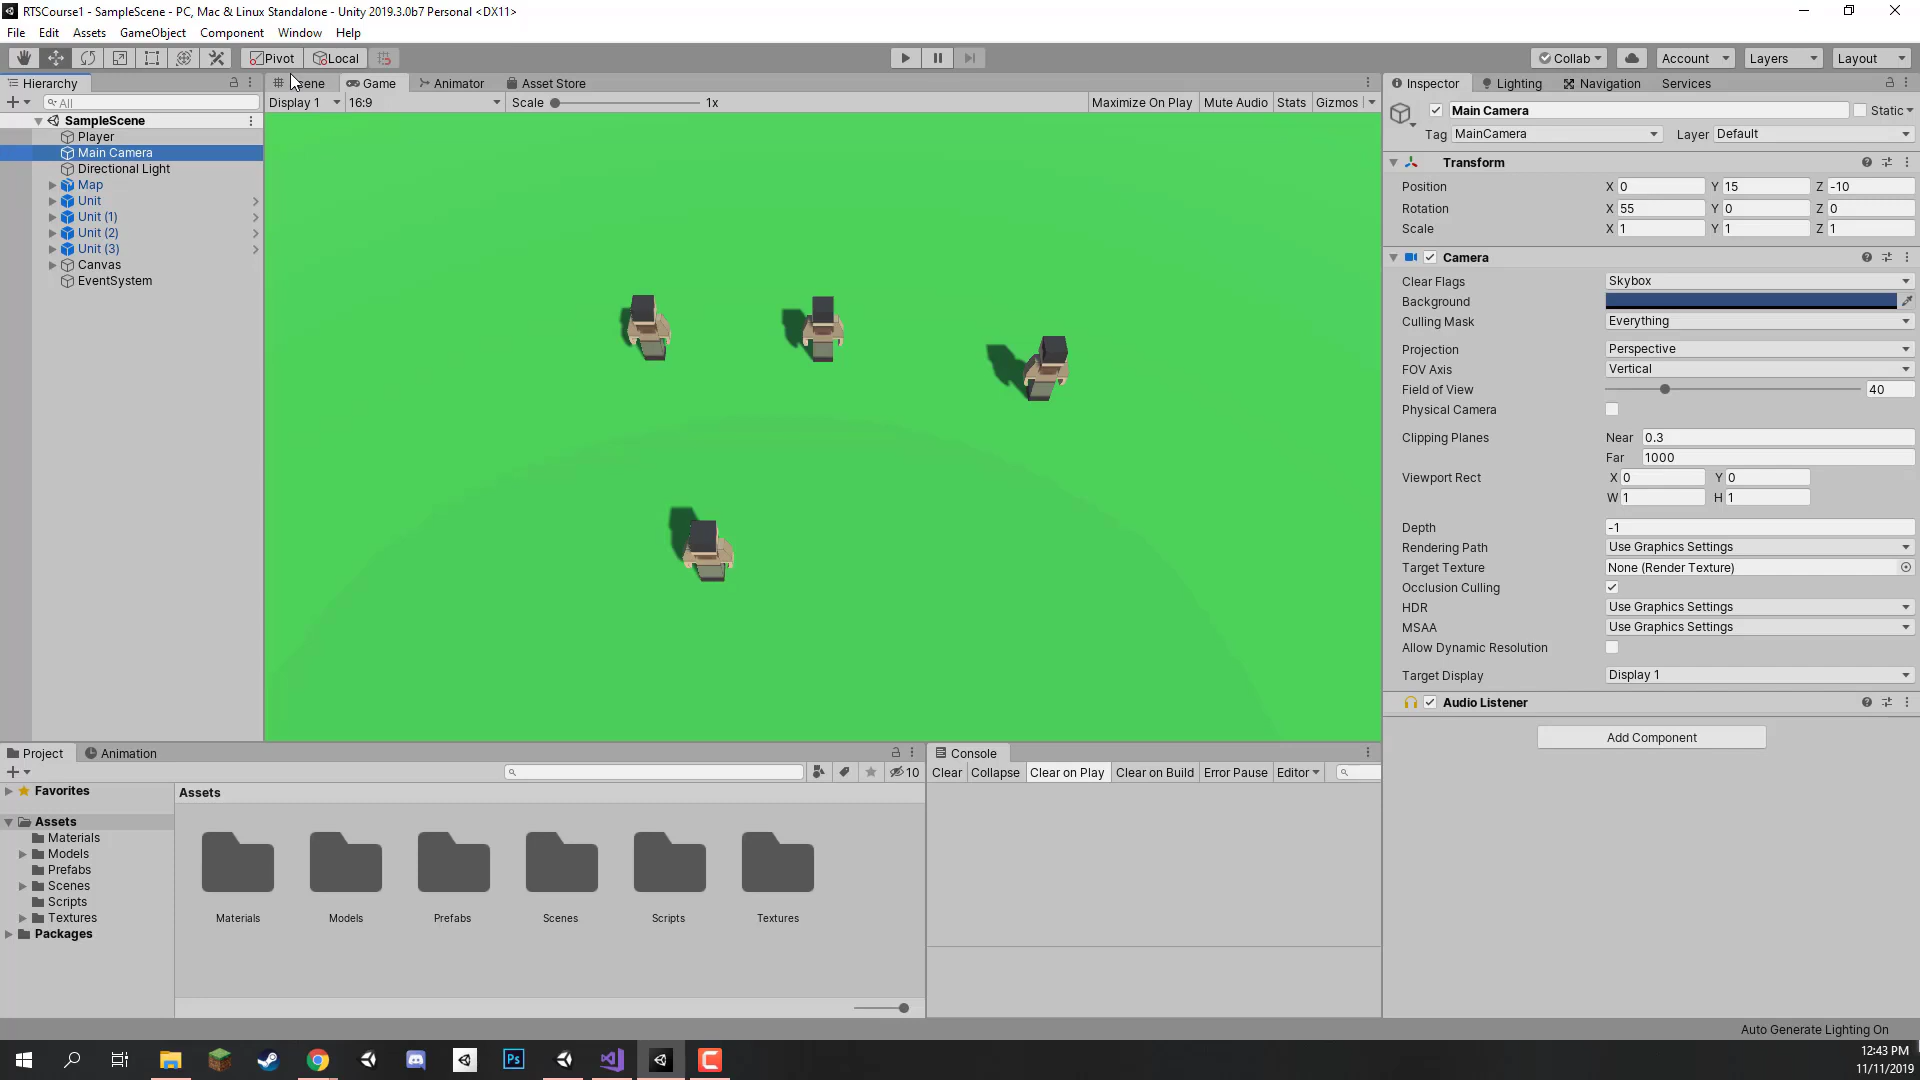 RTSCourse1 - SampleScene - PC, Mac & Linux Standalone - Unity 2019.3.0b7 Personal <DX11>
File Edit Assets GameObject Component Window Help
Pivot Local Collab Account Layers Layout
Hierarchy
All
SampleScene
Player
Main Camera
Directional Light
Map
Unit
Unit (1)
Unit (2)
Unit (3)
Canvas
EventSystem
Game Animator Asset Store
Display 1 16:9 Scale 1x Maximize On Play Mute Audio Stats Gizmos
Inspector Lighting Navigation Services
Main Camera Static
Tag MainCamera Layer Default
Transform
Position X 0 Y 15 Z -10
Rotation X 55 Y 0 Z 0
Scale X 1 Y 1 Z 1
Camera
Clear Flags Skybox
Background
Culling Mask Everything
Projection Perspective
FOV Axis Vertical
Field of View 40
Physical Camera
Clipping Planes Near 0.3
Far 1000
Viewport Rect X 0 Y 0
W 1 H 1
Depth -1
Rendering Path Use Graphics Settings
Target Texture None (Render Texture)
Occlusion Culling
HDR Use Graphics Settings
MSAA Use Graphics Settings
Allow Dynamic Resolution
Target Display Display 1
Audio Listener
Add Component
Project Animation
10
Favorites
Assets
Materials
Models
Prefabs
Scenes
Scripts
Textures
Packages
Assets
Materials Models Prefabs Scenes Scripts Textures
Console
Clear Collapse Clear on Play Clear on Build Error Pause Editor
Auto Generate Lighting On
Ps
12:43 PM
11/11/2019